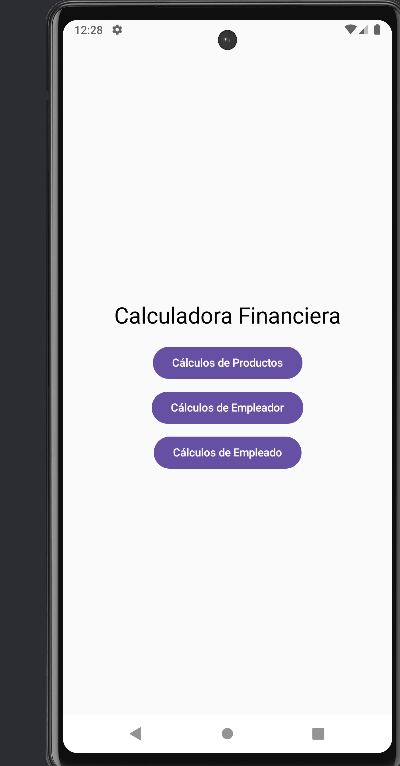 12:28
Calculadora Financiera
Cálculos de Productos
Cálculos de Empleador
Cálculos de Empleado